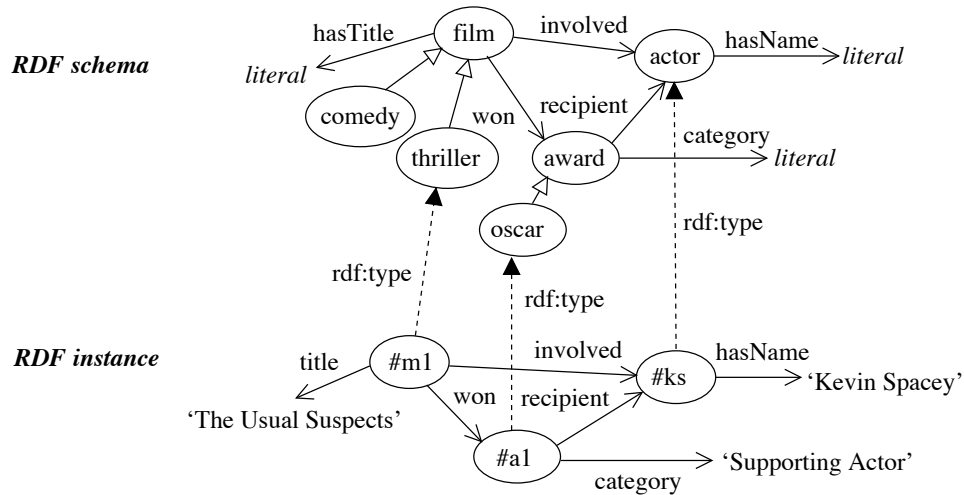 hasTitle
film
involved
actor
hasName
literal
RDF schema
literal
comedy
won
recipient
category
thriller
award
literal
oscar
rdf:type
rdf:type
rdf:type
RDF instance
title
#m1
involved
#ks
hasName
‘Kevin Spacey’
‘The Usual Suspects’
won
recipient
#a1
category
‘Supporting Actor’